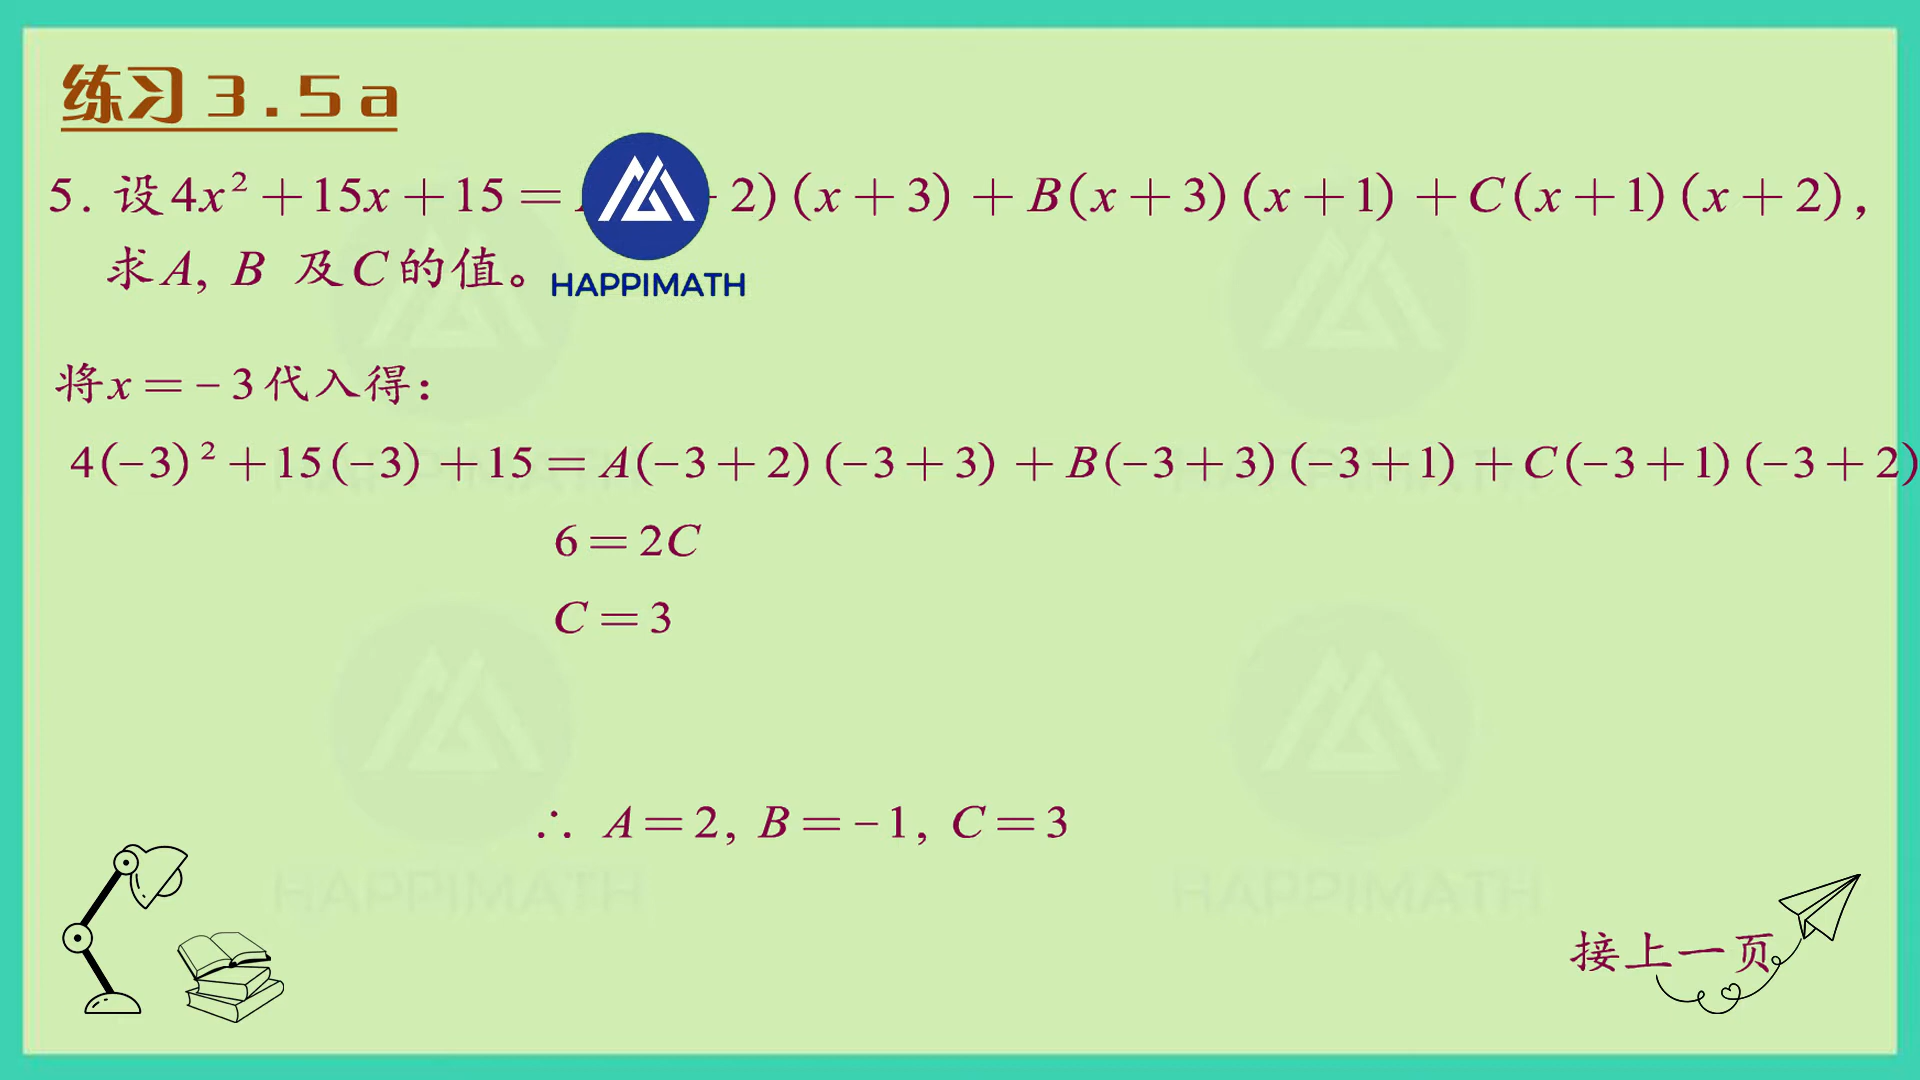 练习3.5a
5. 设4x²+15x+15= 2)(x+3)+B(x+3)(x+1)+C(x+1)(x+2),
求A, B 及C的值。
HAPPIMATH
将x=-3代入得:
4(-3)²+15(-3)+15=A(-3+2)(-3+3)+B(-3+3)(-3+1)+C(-3+1)(-3+2)
6=2C
C=3
∴ A=2, B=-1, C=3
HAPPIMATH
HAPPIMATH
接上一页